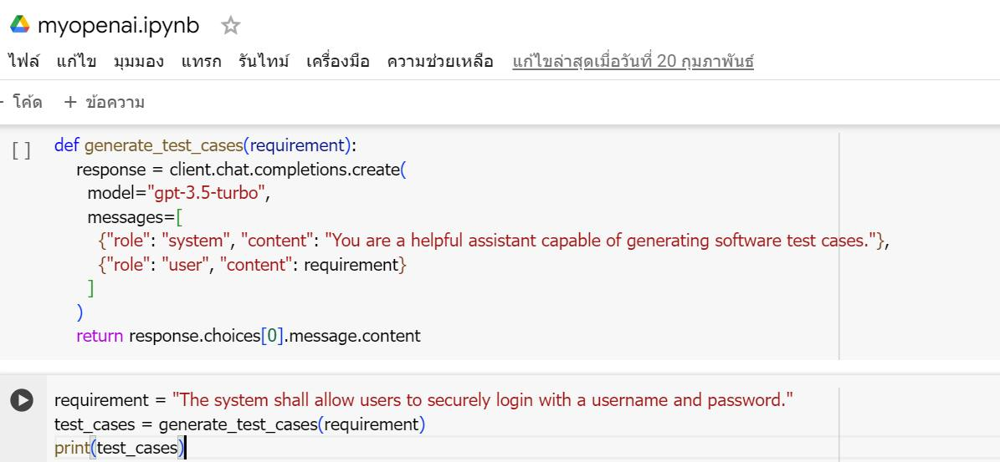 myopenai.ipynb
ไฟล์ แก้ไข มุมมอง แทรก รันไทม์ เครื่องมือ ความช่วยเหลือ แก้ไขล่าสุดเมื่อวันที่ 20 กุมภาพันธ์
โค้ด + ข้อความ
[ ] def generate_test_cases(requirement):
response = client.chat.completions.create(
model="gpt-3.5-turbo",
messages=[
{"role": "system", "content": "You are a helpful assistant capable of generating software test cases."},
{"role": "user", "content": requirement}
]
)
return response.choices[0].message.content
requirement = "The system shall allow users to securely login with a username and password."
test_cases = generate_test_cases(requirement)
print(test_cases)